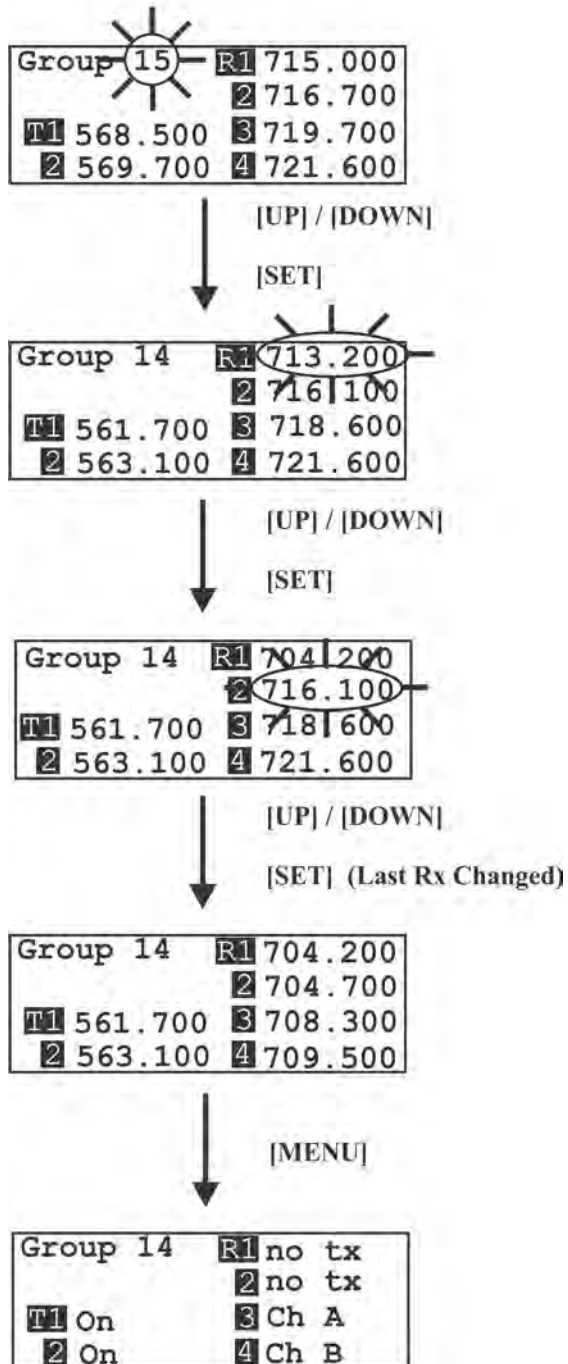 Group 15 R1 715.000
2 716.700
T1 568.500 3 719.700
2 569.700 4 721.600
[UP] / [DOWN]
[SET]
Group 14 R1 713.200
2 716.100
T1 561.700 3 718.600
2 563.100 4 721.600
[UP] / [DOWN]
[SET]
Group 14 R1 704.200
2 716.100
T1 561.700 3 718.600
2 563.100 4 721.600
[UP] / [DOWN]
[SET] (Last Rx Changed)
Group 14 R1 704.200
2 704.700
T1 561.700 3 708.300
2 563.100 4 709.500
[MENU]
Group 14 R1 no tx
2 no tx
T1 On 3 Ch A
2 On 4 Ch B